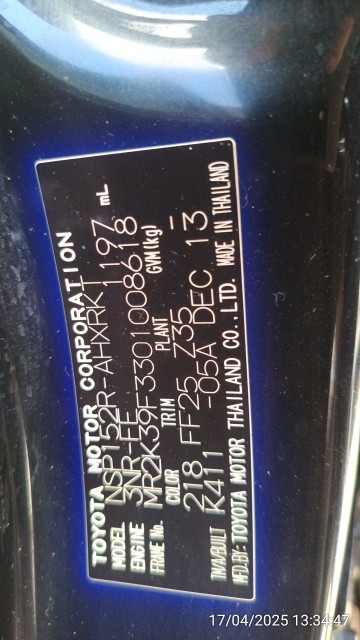 TOYOTA MOTOR CORPORATION
MODEL NSP152R-AHXRKT 1197 mL
ENGINE 3NR-FE
FRAME No. MR2K39F3301008618
COLOR TRIM PLANT GVM(kg)
218 FF25 Z35 -
TM/A/BUILT K411 -05A DEC 13
MFD.BY: TOYOTA MOTOR THAILAND CO., LTD. MADE IN THAILAND
17/04/2025 13:34:47